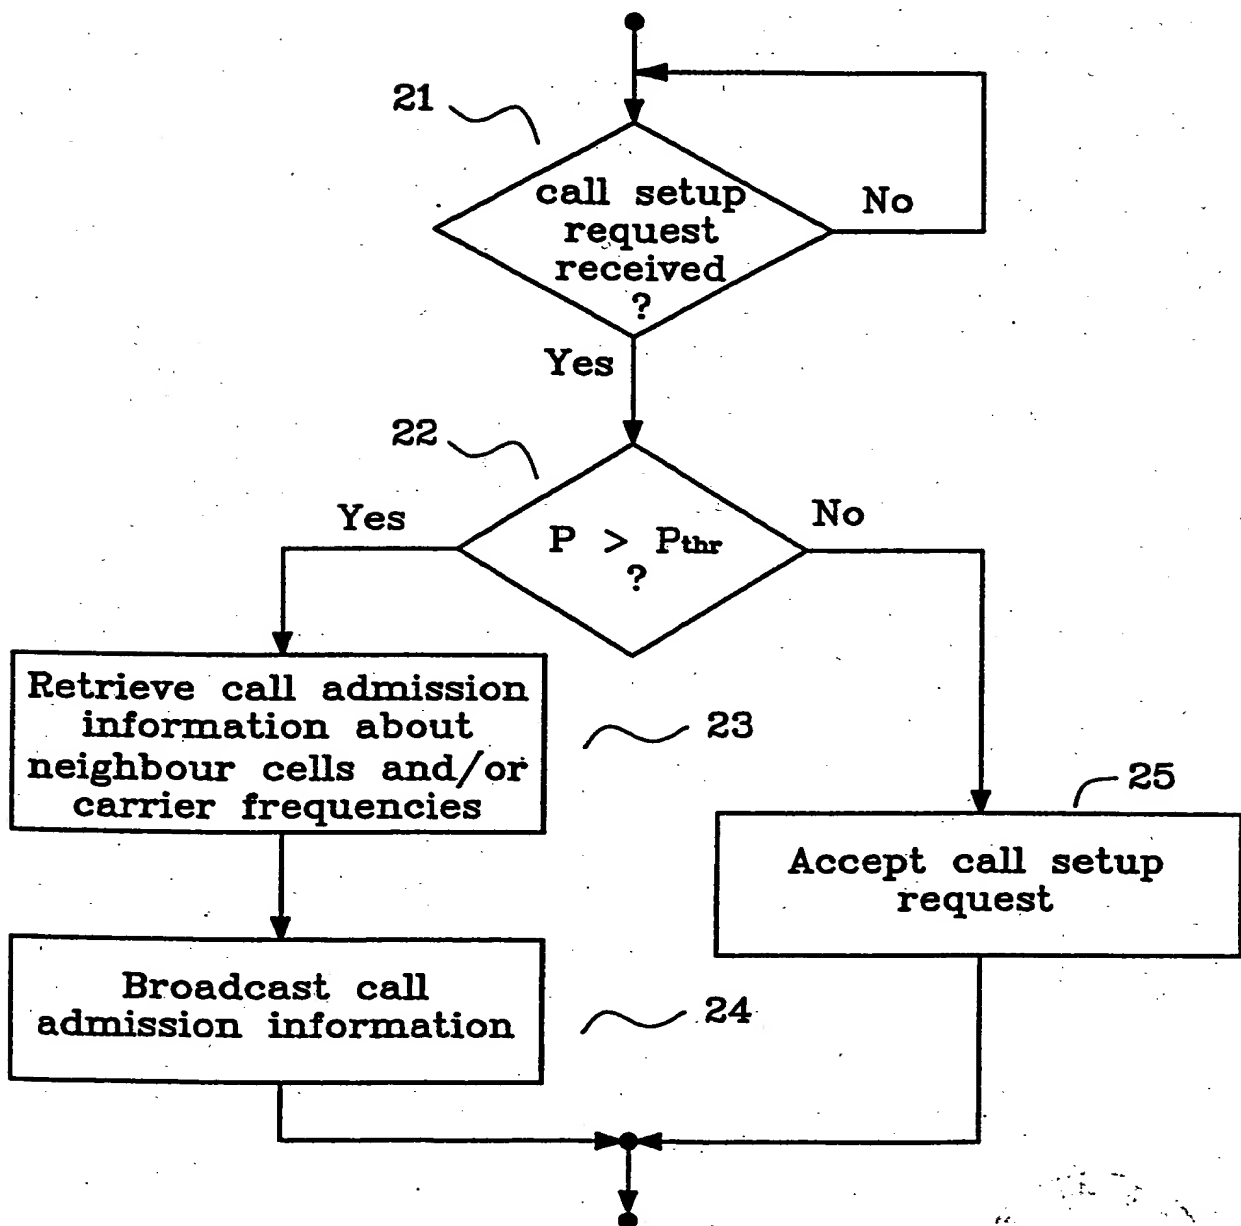 21
call setup
request
received
?
No
Yes
22
Yes
P > Pthr
?
No
Retrieve call admission
information about
neighbour cells and/or
carrier frequencies
23
25
Accept call setup
request
Broadcast call
admission information
24